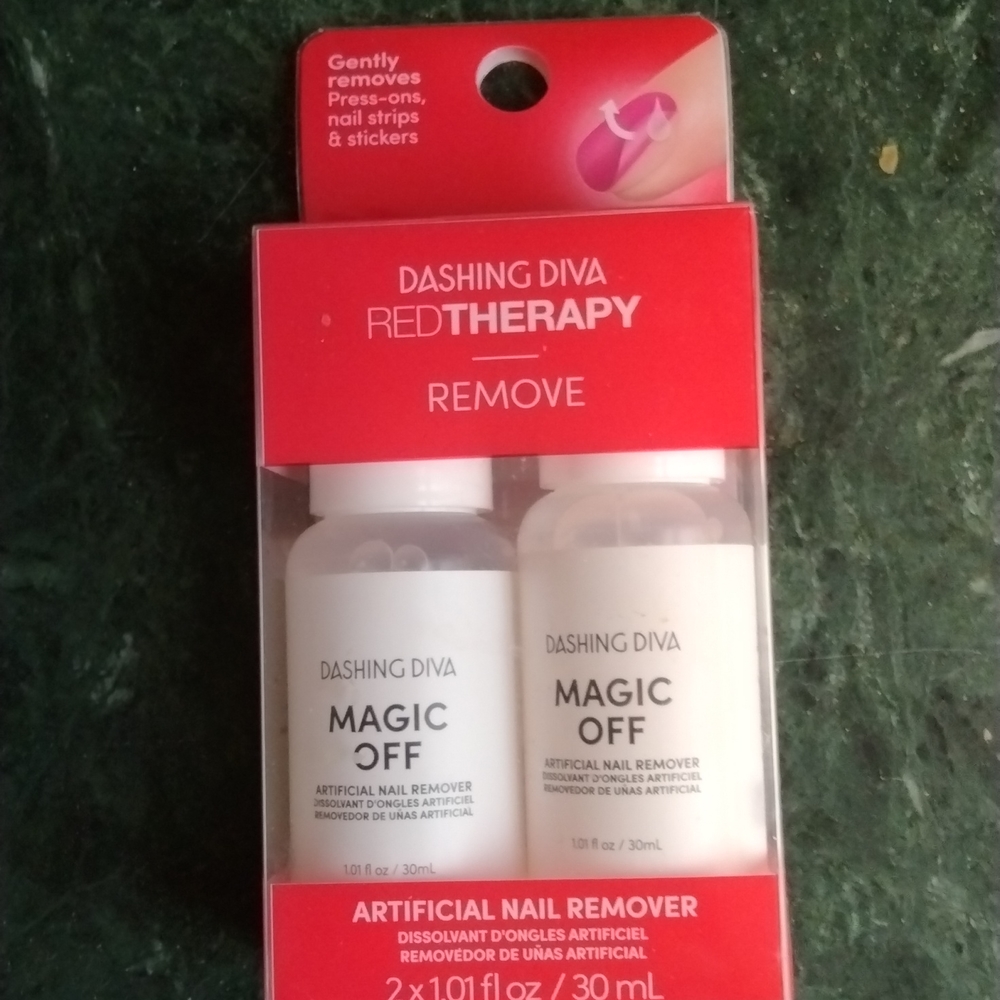 Gently
removes
Press-ons,
nail strips
& stickers
DASHING DIVA
REDTHERAPY
REMOVE
DASHING DIVA
MAGIC
OFF
ARTIFICIAL NAIL REMOVER
DISSOLVANT D'ONGLES ARTIFICIEL
REMOVEDOR DE UÑAS ARTIFICIAL
1.01 fl oz / 30mL
DASHING DIVA
MAGIC
OFF
ARTIFICIAL NAIL REMOVER
DISSOLVANT D'ONGLES ARTIFICIEL
REMOVEDOR DE UÑAS ARTIFICIAL
1.01 fl oz / 30mL
ARTIFICIAL NAIL REMOVER
DISSOLVANT D'ONGLES ARTIFICIEL
REMOVEDOR DE UÑAS ARTIFICIAL
2 x 1.01 fl oz / 30 mL